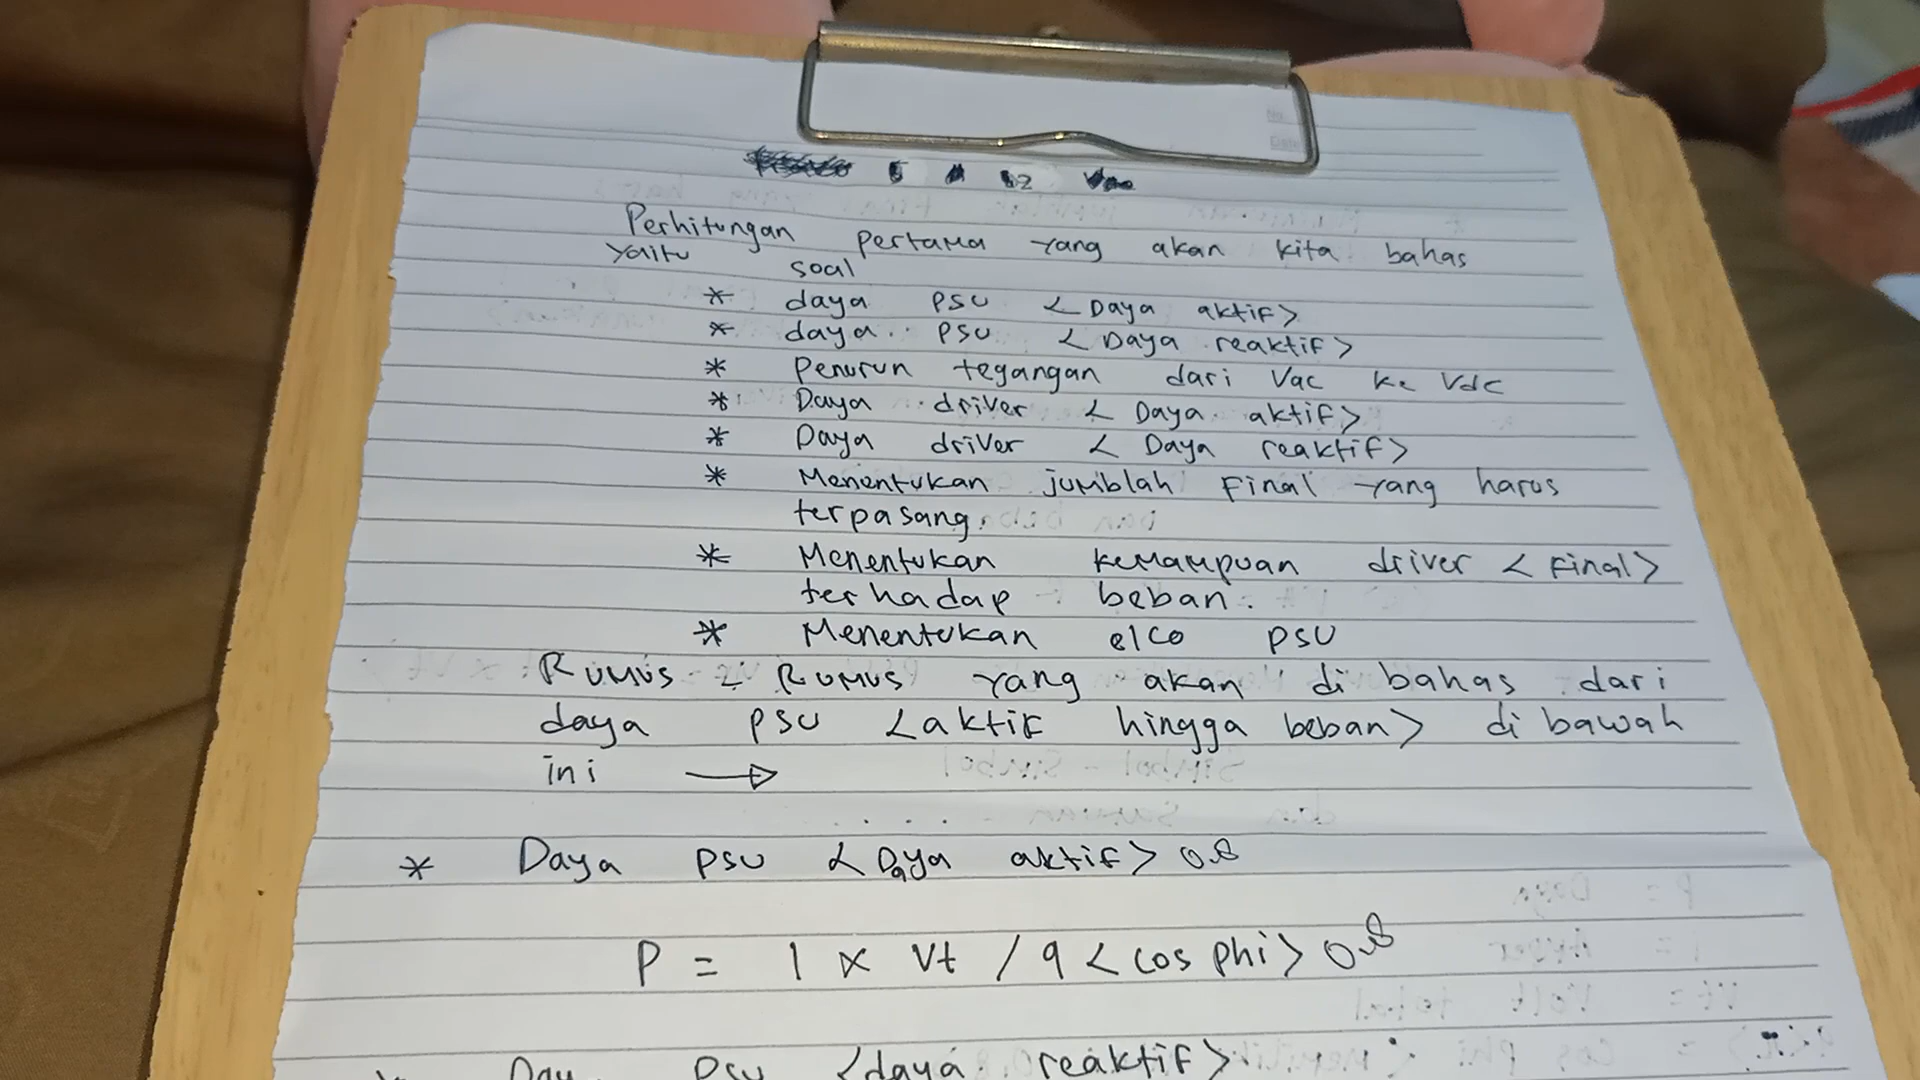 Perhitungan pertama yang akan kita bahas
yaitu soal
* daya PSU < Daya aktif >
* daya PSU < Daya reaktif >
* Penurun tegangan dari Vac ke Vdc
* Daya driver < Daya aktif >
* Daya driver < Daya reaktif >
* Menentukan jumblah Final yang harus
terpasang.
* Menentukan kemampuan driver < Final >
terhadap beban.
* Menentukan elco PSU
Rumus - Rumus yang akan di bahas dari
daya PSU < aktif hingga beban > di bawah
ini →
* Daya PSU < Daya aktif > 0.8
P = I x Vt / 9 < cos phi > 0.8
PSU < daya reaktif >